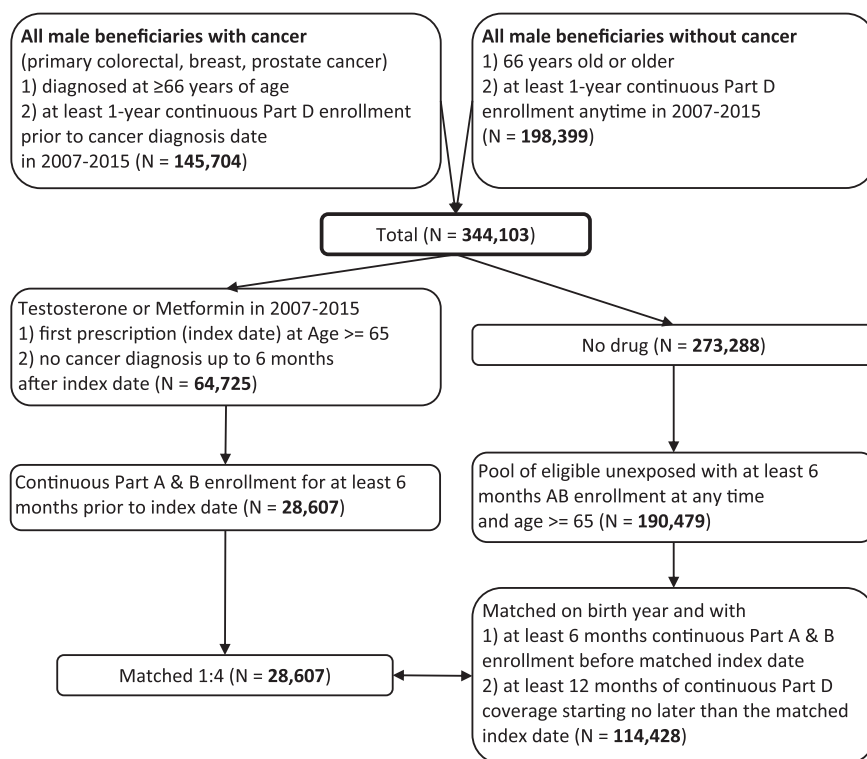 All male beneficiaries with cancer
(primary colorectal, breast, prostate cancer)
1) diagnosed at ≥66 years of age
2) at least 1-year continuous Part D enrollment
prior to cancer diagnosis date
in 2007-2015 (N = 145,704)
All male beneficiaries without cancer
1) 66 years old or older
2) at least 1-year continuous Part D
enrollment anytime in 2007-2015
(N = 198,399)
Total (N = 344,103)
Testosterone or Metformin in 2007-2015
1) first prescription (index date) at Age >= 65
2) no cancer diagnosis up to 6 months
after index date (N = 64,725)
No drug (N = 273,288)
Continuous Part A & B enrollment for at least 6
months prior to index date (N = 28,607)
Pool of eligible unexposed with at least 6
months AB enrollment at any time
and age >= 65 (N = 190,479)
Matched 1:4 (N = 28,607)
Matched on birth year and with
1) at least 6 months continuous Part A & B
enrollment before matched index date
2) at least 12 months of continuous Part D
coverage starting no later than the matched
index date (N = 114,428)